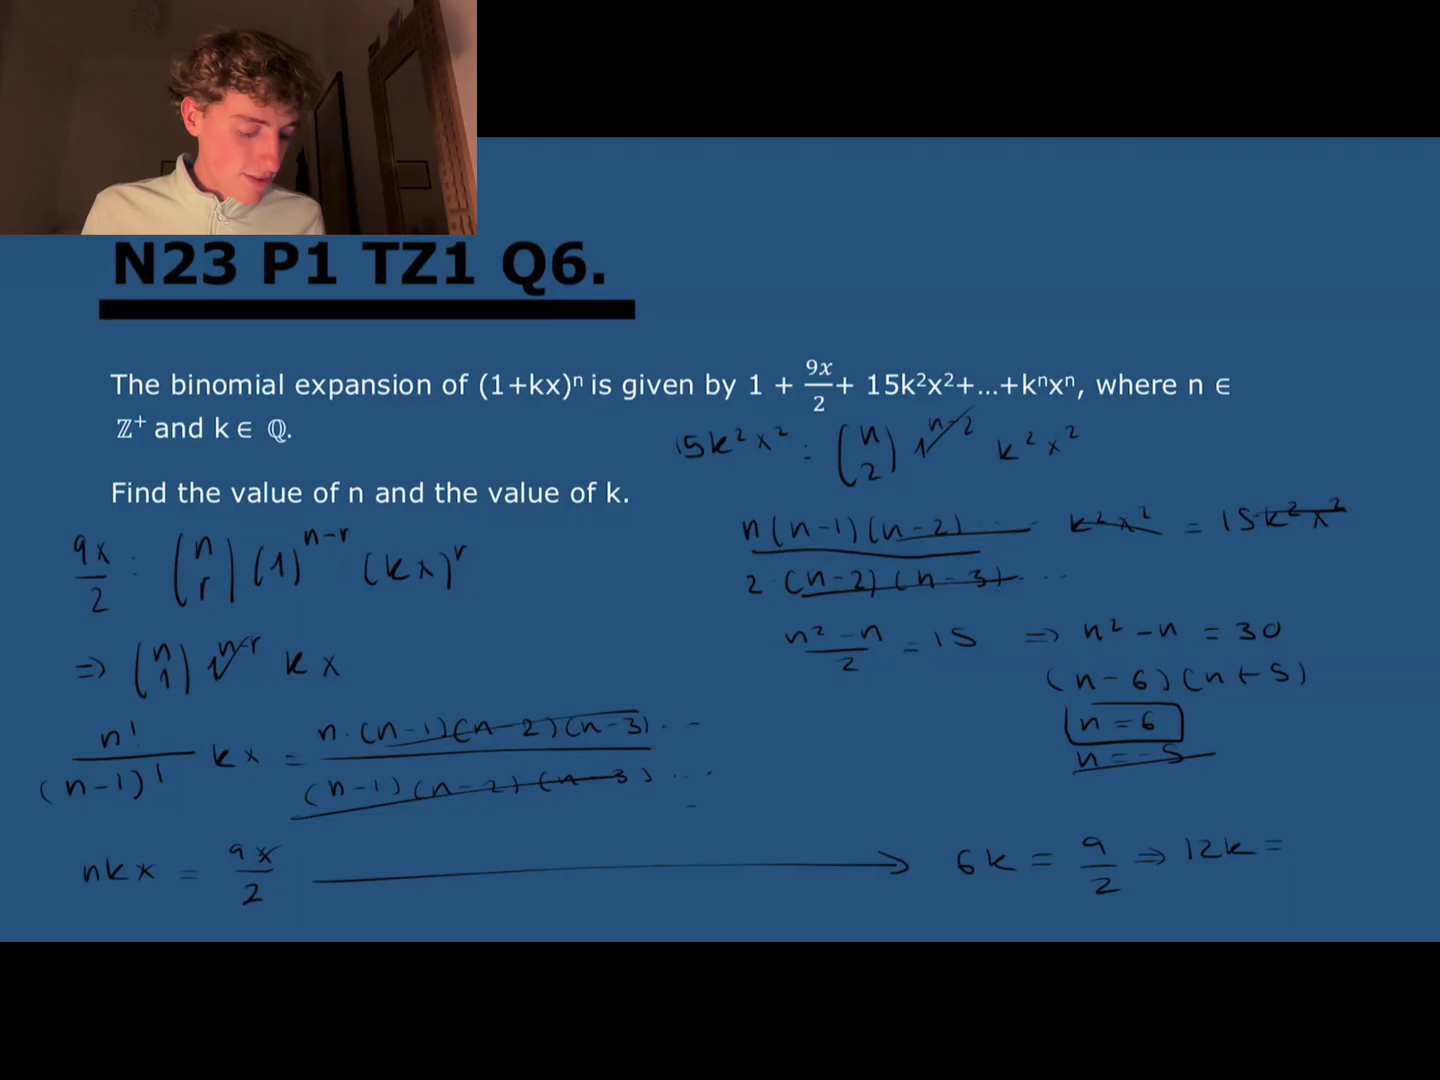 N23 P1 TZ1 Q6.
The binomial expansion of (1+kx)ⁿ is given by 1 + 9x/2 + 15k²x²+...+kⁿxⁿ, where n ∈
ℤ⁺ and k ∈ ℚ.
Find the value of n and the value of k.
15k²x² : (n 2) 1ⁿ⁻² k²x²
n(n-1)(n-2)... k²x² = 15k²x²
2·(n-2)(n-3)...
n²-n/2 = 15 ⇒ n²-n = 30
(n-6)(n+5)
n=6
n=-5
9x/2 : (n r) (1)ⁿ⁻ʳ (kx)ʳ
⇒ (n 1) 1ⁿ⁻ʳ kx
n!/(n-1)! kx = n·(n-1)(n-2)(n-3).../(n-1)(n-2)(n-3)...
nkx = 9x/2 → 6k = 9/2 ⇒ 12k =